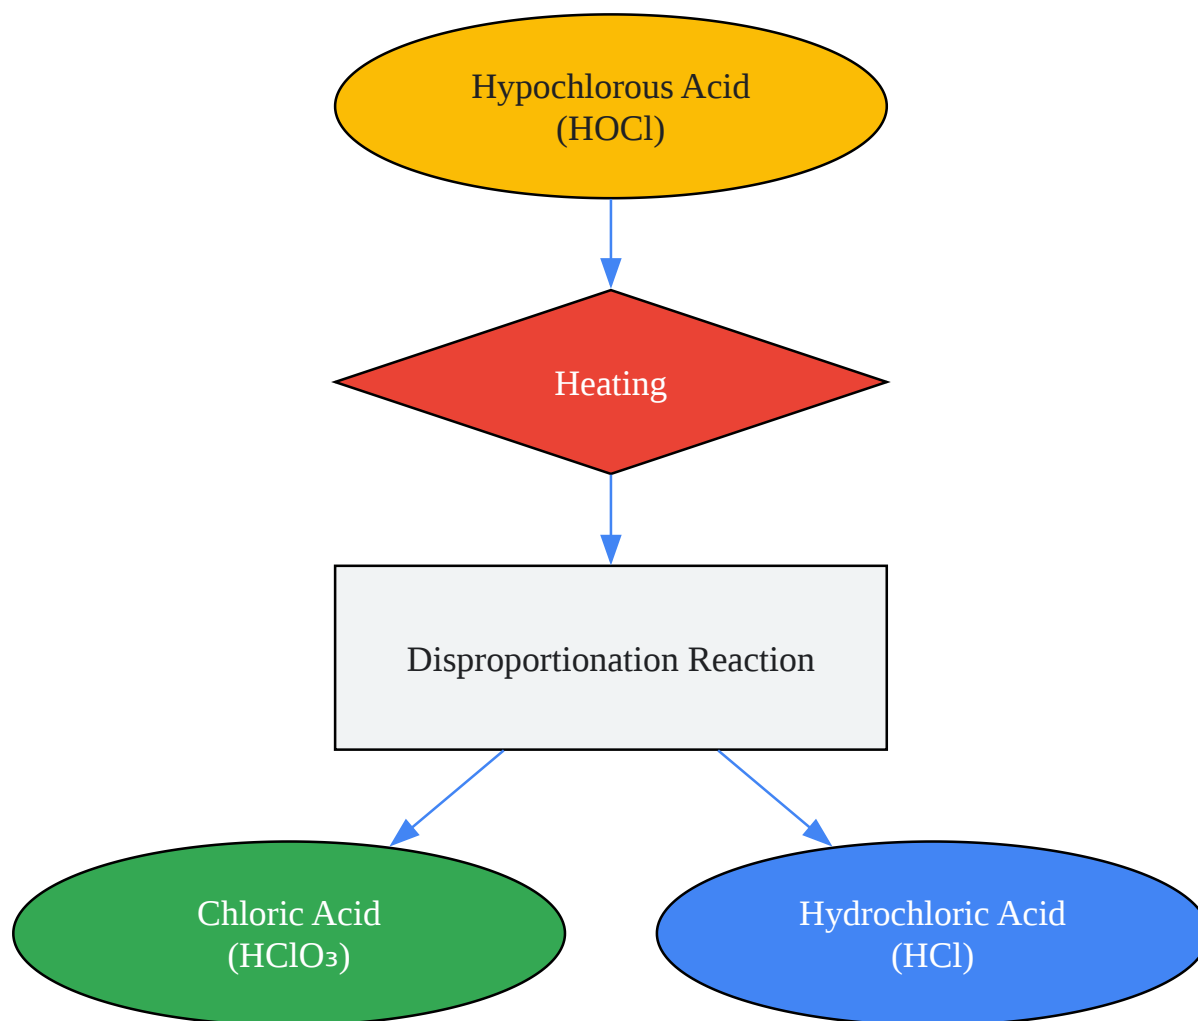 Hypochlorous Acid
(HOCl)
Heating
Disproportionation Reaction
Chloric Acid
(HClO₃)
Hydrochloric Acid
(HCl)